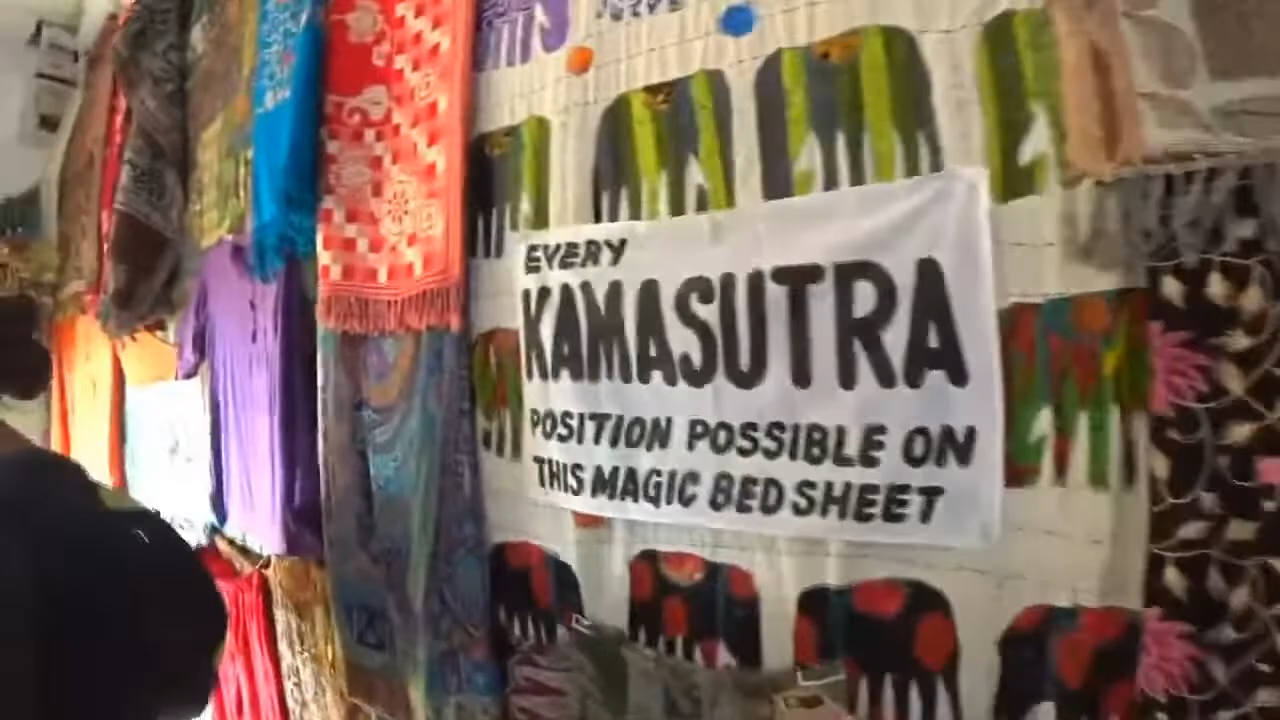 EVERY
KAMASUTRA
POSITION POSSIBLE ON
THIS MAGIC BED SHEET